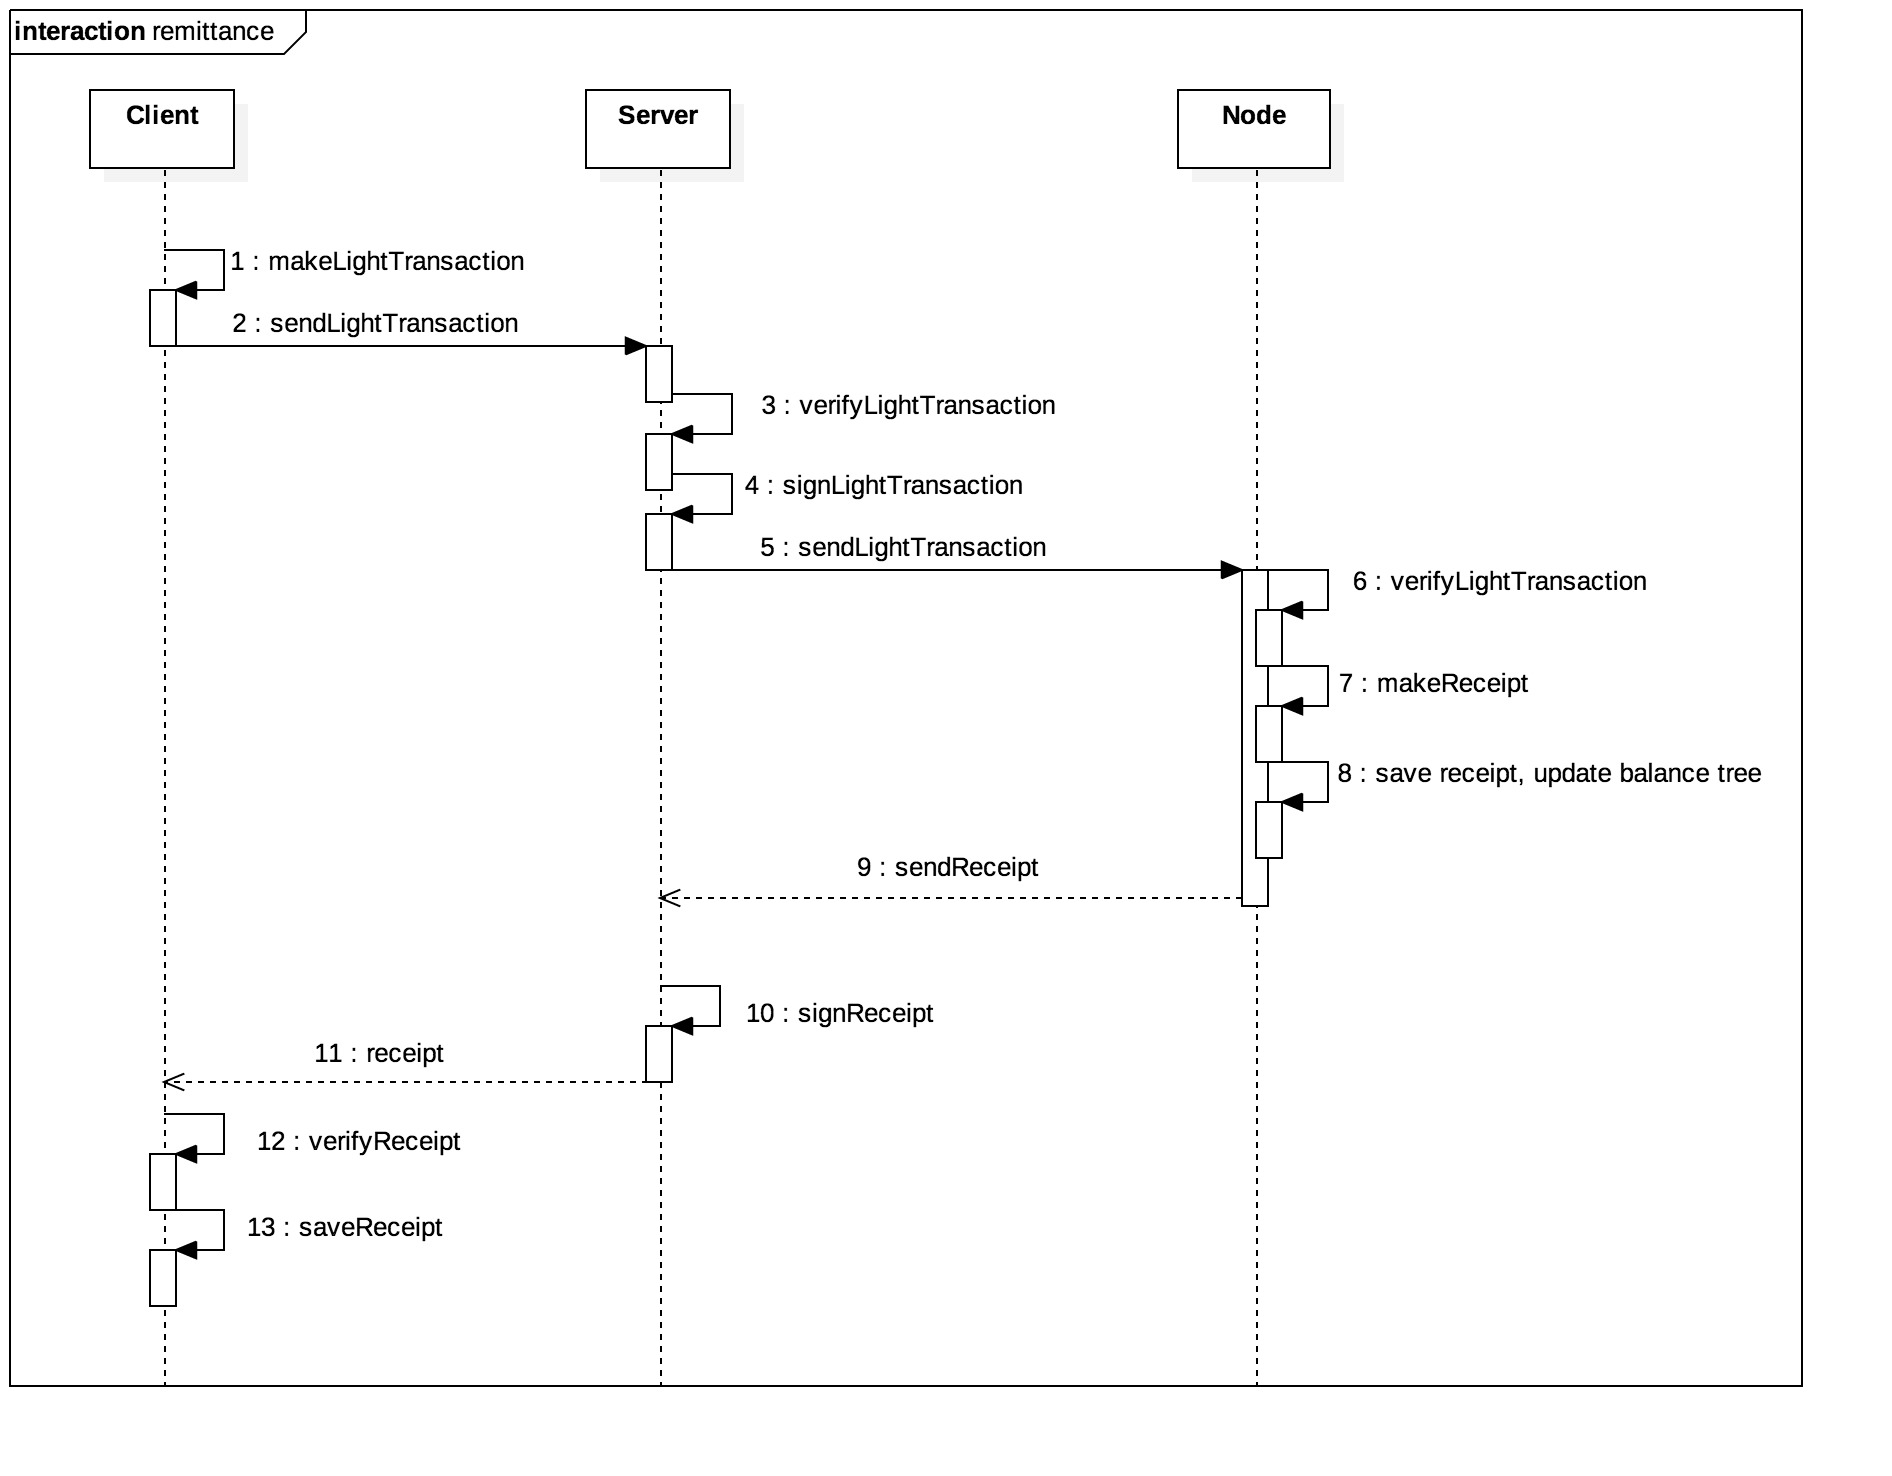 interaction remittance
Client
Server
Node
1 : makeLightTransaction
2 : sendLightTransaction
3 : verifyLightTransaction
4 : signLightTransaction
5 : sendLightTransaction
6 : verifyLightTransaction
7 : makeReceipt
8 : save receipt, update balance tree
9 : sendReceipt
10 : signReceipt
11 : receipt
12 : verifyReceipt
13 : saveReceipt